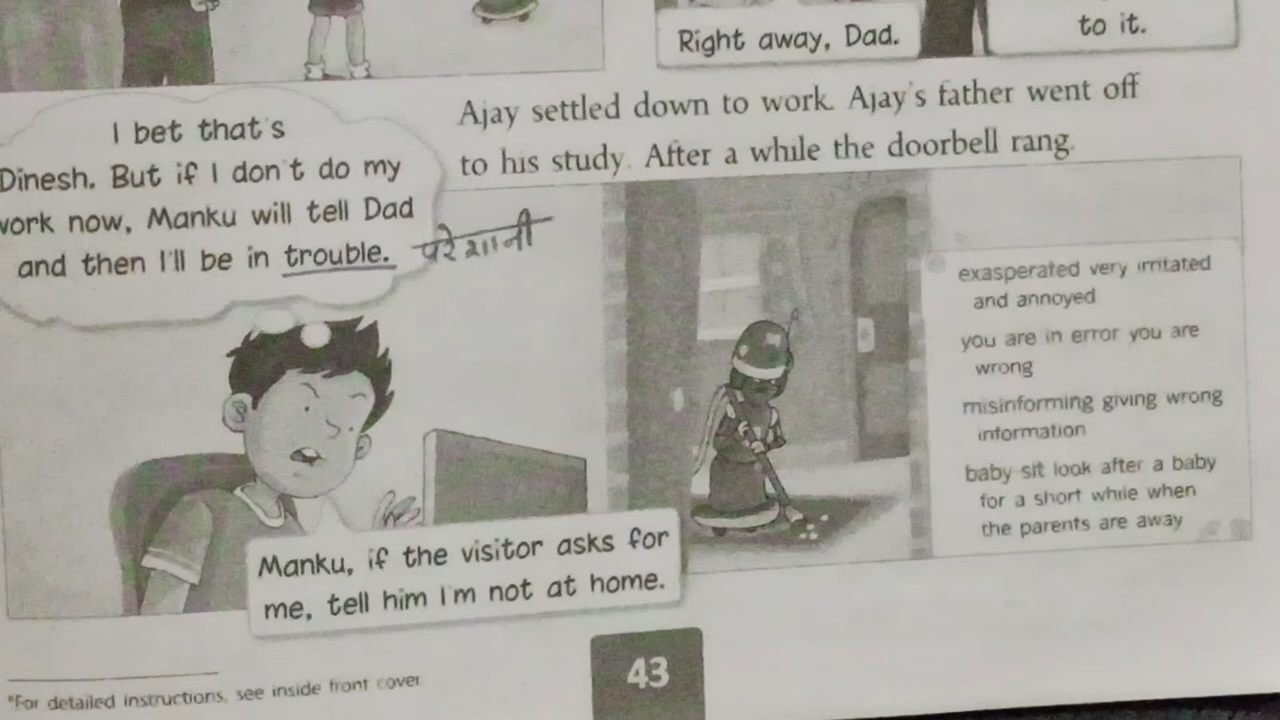 Right away, Dad.
to it.
Ajay settled down to work. Ajay's father went off
to his study. After a while the doorbell rang.
I bet that's
Dinesh. But if I don't do my
work now, Manku will tell Dad
and then I'll be in trouble.
परेशानी
exasperated very irritated
and annoyed
you are in error you are
wrong
misinforming giving wrong
information
baby-sit look after a baby
for a short while when
the parents are away
Manku, if the visitor asks for
me, tell him I'm not at home.
43
*For detailed instructions, see inside front cover